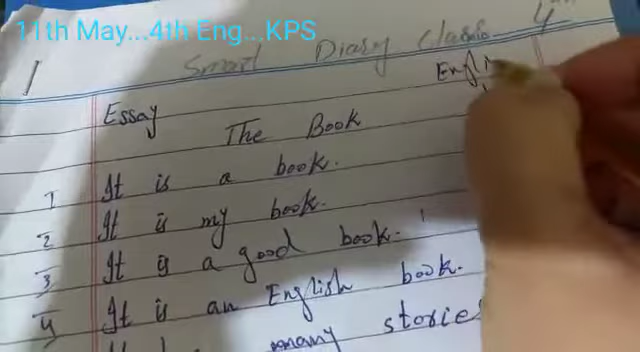 11th May...4th Eng...KPS
Smart Diary Class 4
Engli
Essay
The Book
1 It is a book.
2 It is my book.
3 It is a good book.
4 It is an English book.
many stories